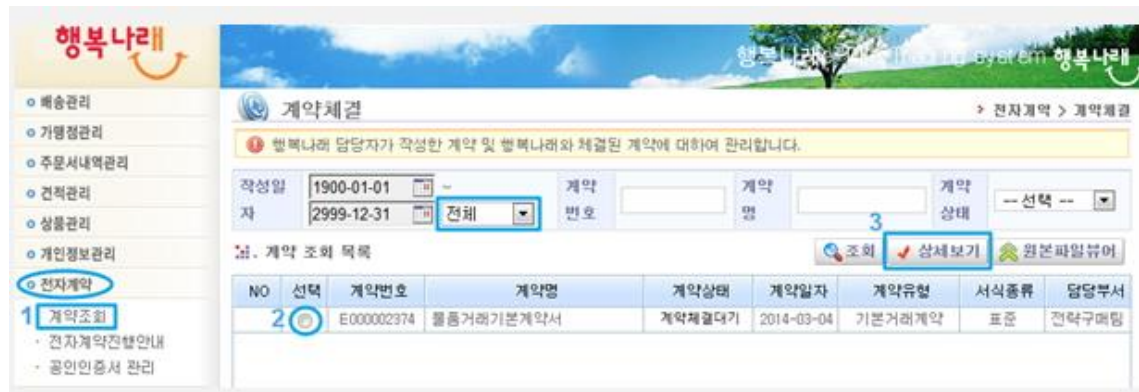 행복나래
행복나래
배송관리
가맹점관리
주문서내역관리
견적관리
상품관리
개인정보관리
전자계약
1 계약조회
· 전자계약진행안내
· 공인인증서 관리
계약체결
전자계약 > 계약체결
행복나래 담당자가 작성한 계약 및 행복나래와 체결된 계약에 대하여 관리합니다.
작성일자 1900-01-01 ~ 2999-12-31 전체 계약번호 계약명 계약상태 -- 선택 --
계약 조회 목록
3
조회 상세보기 원본파일뷰어
NO 선택 계약번호 계약명 계약상태 계약일자 계약유형 서식종류 담당부서
2 E000002374 물품거래기본계약서 계약체결대기 2014-03-04 기본거래계약 표준 전략구매팀